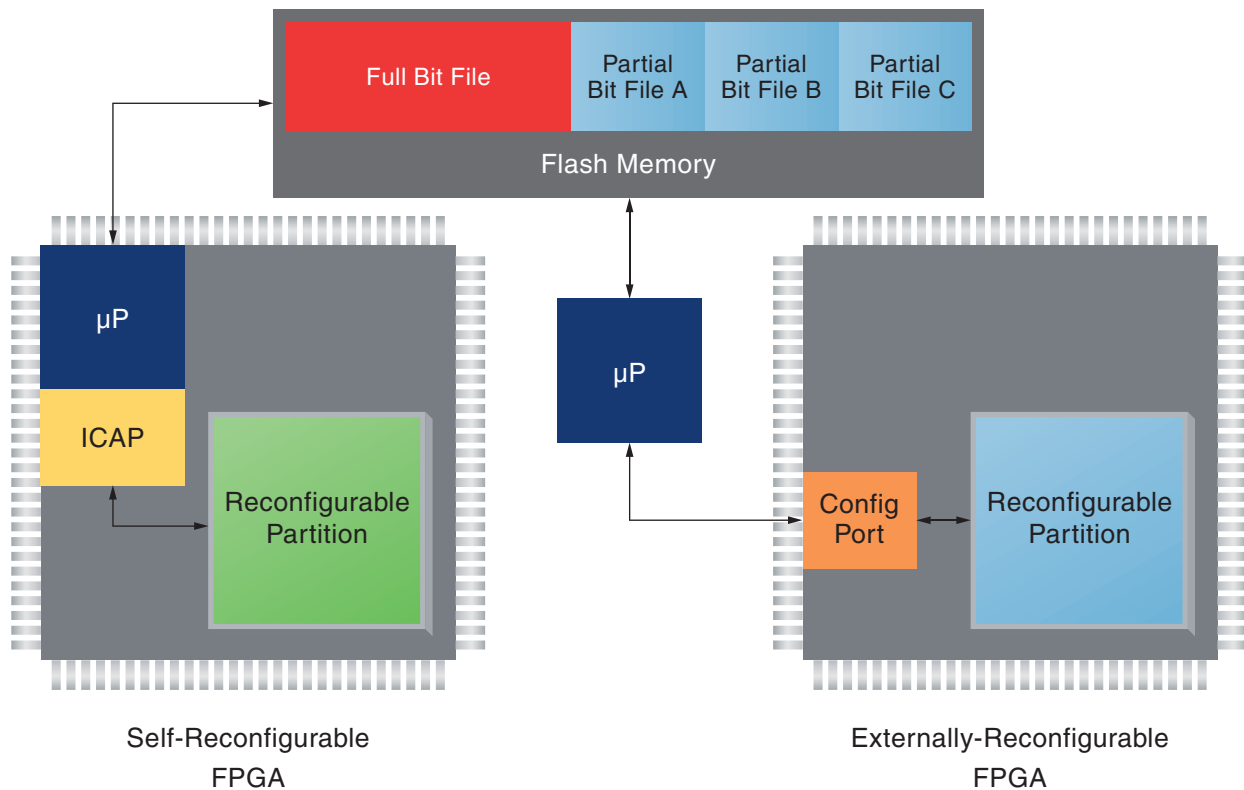 Full Bit File
Partial
Bit File A
Partial
Bit File B
Partial
Bit File C
Flash Memory
µP
ICAP
Reconfigurable
Partition
µP
Config
Port
Reconfigurable
Partition
Self-Reconfigurable
FPGA
Externally-Reconfigurable
FPGA